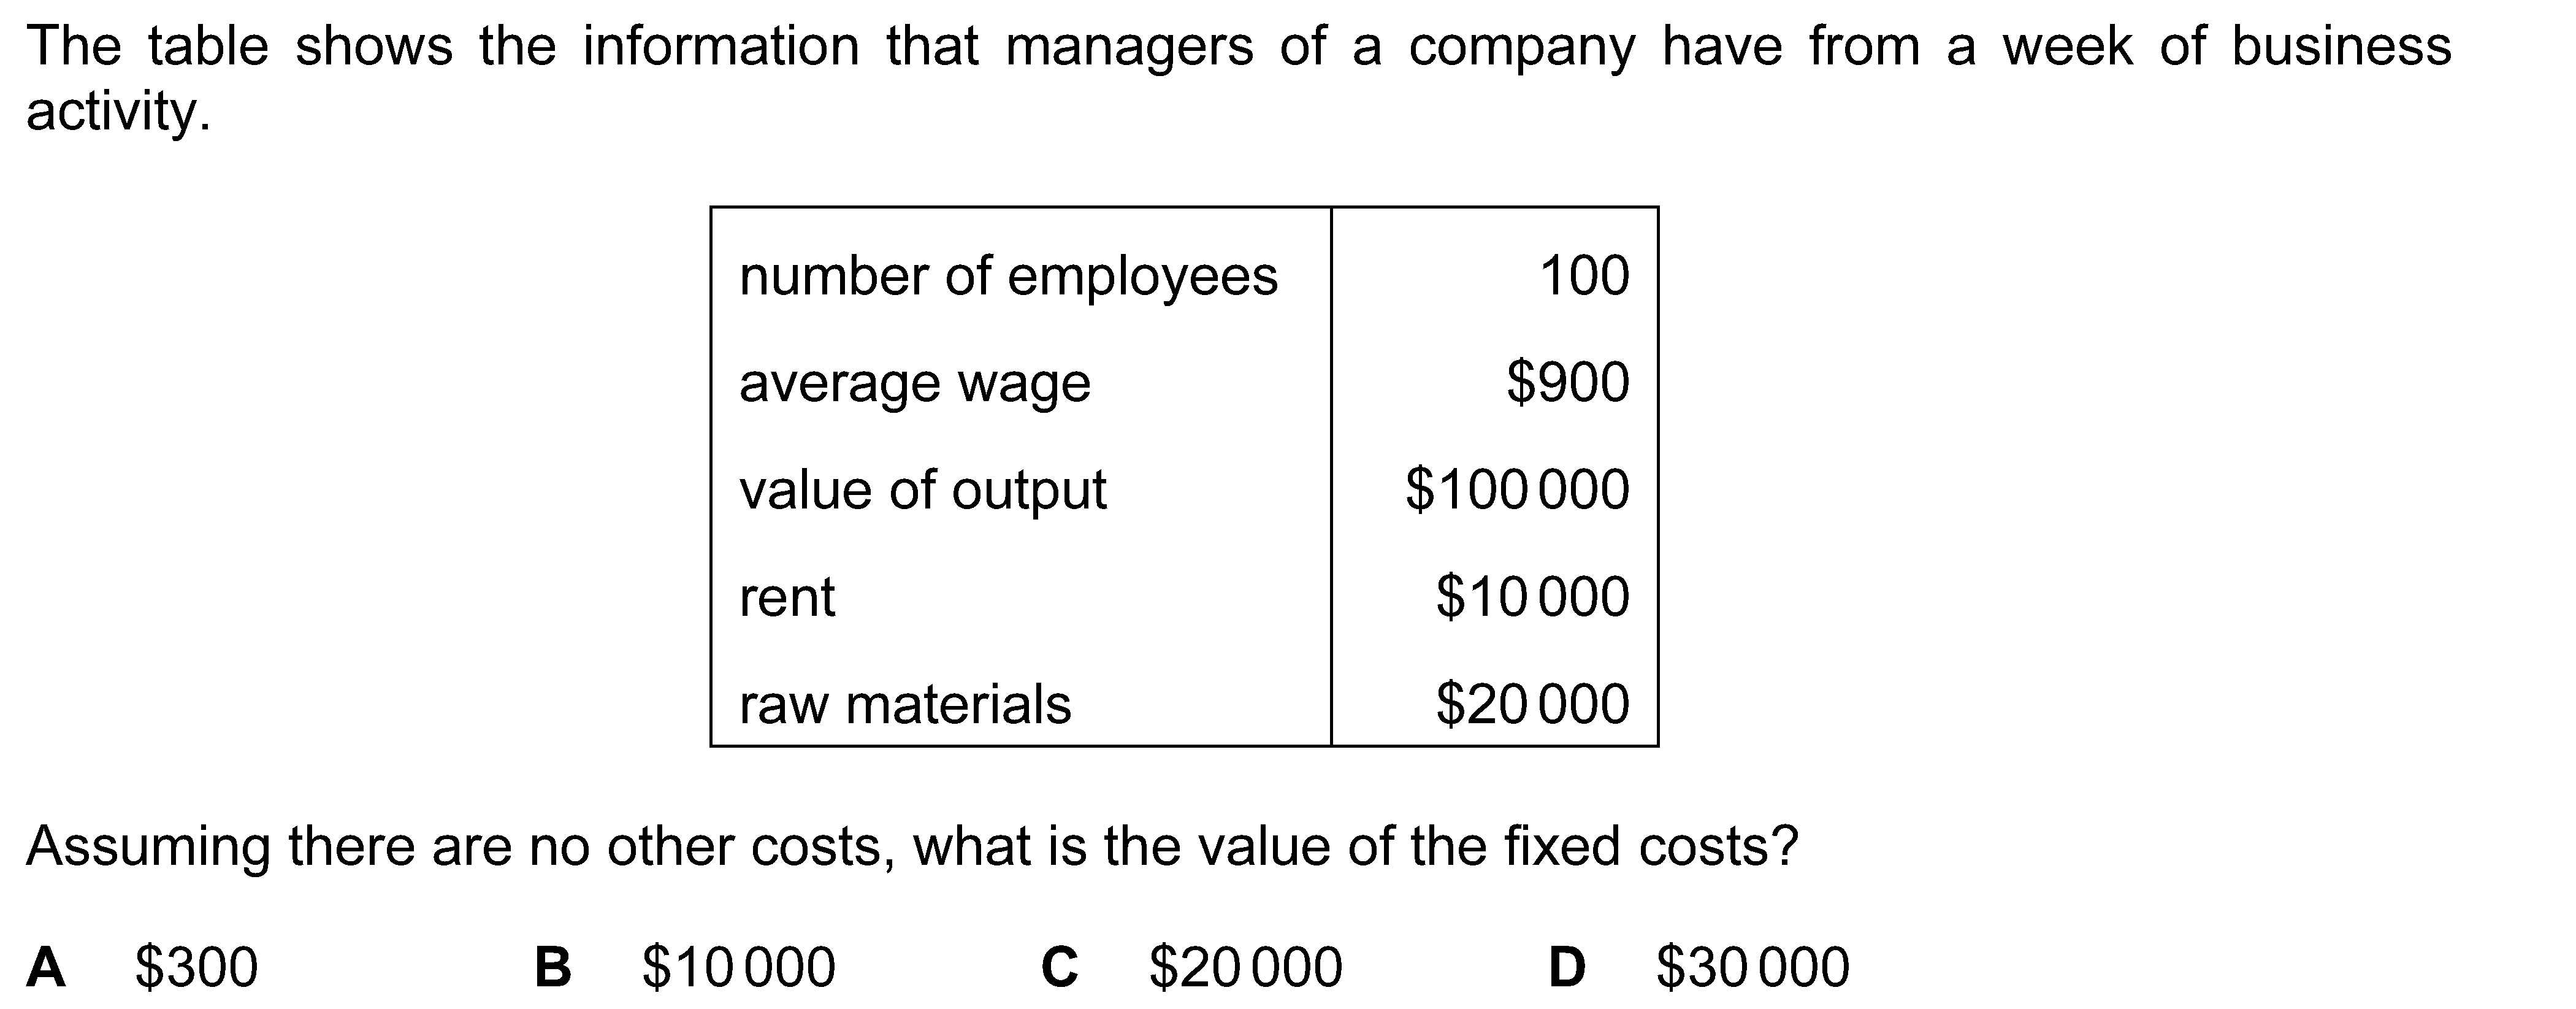 The table shows the information that managers of a company have from a week of business
activity.
number of employees 100
average wage $900
value of output $100 000
rent $10 000
raw materials $20 000
Assuming there are no other costs, what is the value of the fixed costs?
A $300 B $10 000 C $20 000 D $30 000